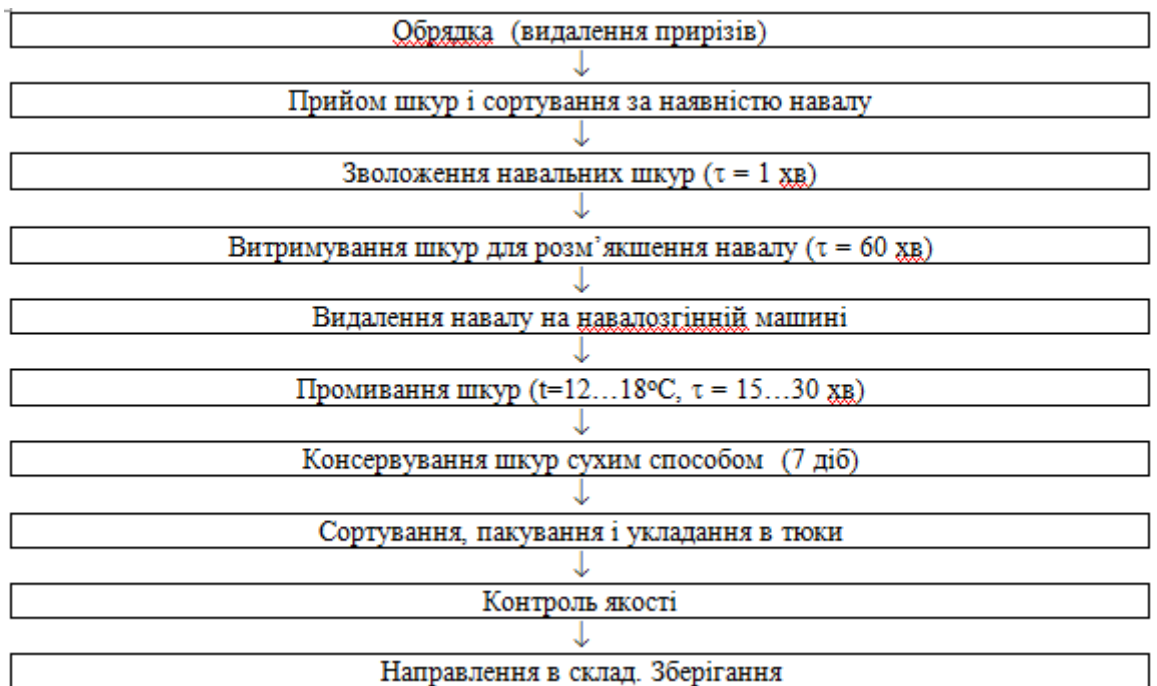 Обрядка (видалення прирізів)
↓
Прийом шкур і сортування за наявністю навалу
↓
Зволоження навальних шкур (τ = 1 хв)
↓
Витримування шкур для розм’якшення навалу (τ = 60 хв)
↓
Видалення навалу на навалозгінній машині
↓
Промивання шкур (t=12…18°С, τ = 15…30 хв)
↓
Консервування шкур сухим способом (7 діб)
↓
Сортування, пакування і укладання в тюки
↓
Контроль якості
↓
Направлення в склад. Зберігання